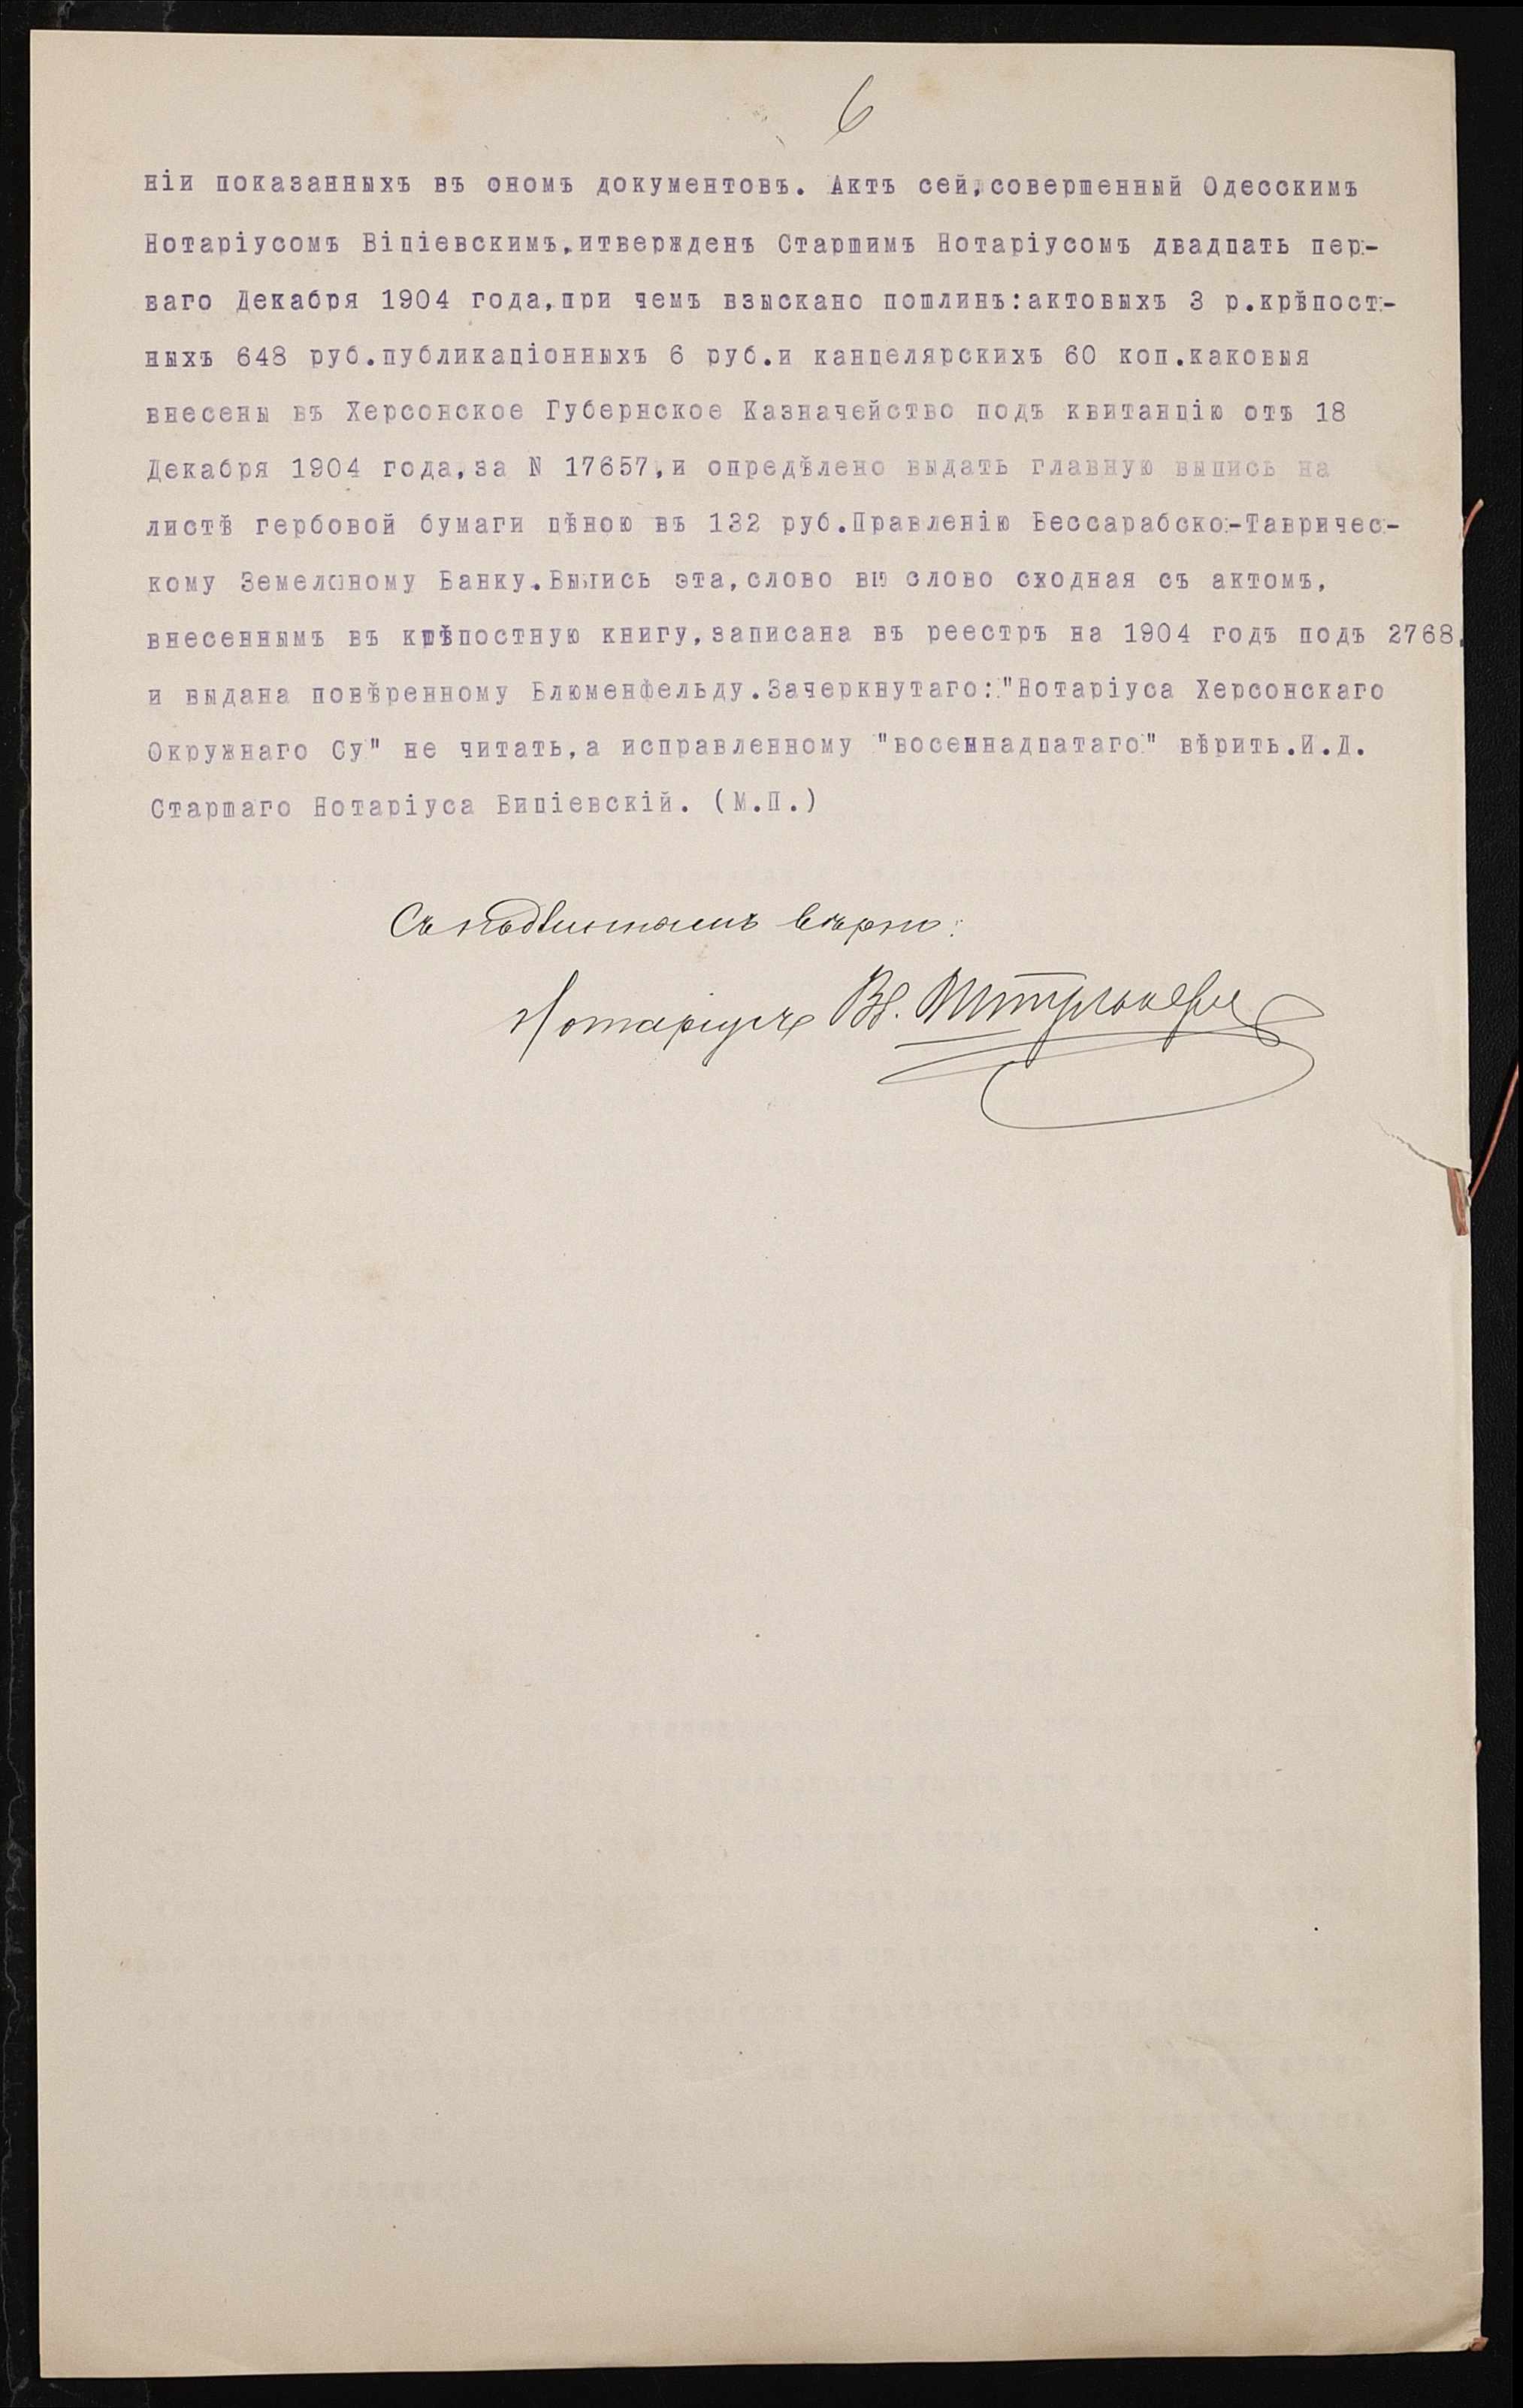 6
ніи показанныхъ въ ономъ документовъ. Актъ сей,совершенный Одесскимъ
Нотаріусомъ Віціевскимъ,итвержденъ Старшимъ Нотаріусомъ двадцать пер-
ваго Декабря 1904 года,при чемъ взыскано пошлинъ:актовыхъ 3 р.крѣпост-
ныхъ 648 руб.публикаціонныхъ 6 руб.и канцелярскихъ 60 коп.каковыя
внесены въ Херсонское Губернское Казначейство подъ квитанцію отъ 18
Декабря 1904 года,за N 17657,и опредѣлено выдать главную выпись на
листѣ гербовой бумаги цѣною въ 132 руб.Правленію Бессарабско-Тавричес-
кому Земельному Банку.Выпись эта,слово въ слово сходная съ актомъ,
внесеннымъ въ крѣпостную книгу,записана въ реестръ на 1904 годъ подъ 2768,
и выдана повѣренному Блюменфельду.Зачеркнутаго:"Нотаріуса Херсонскаго
Окружнаго Су" не читать,а исправленному "восемнадцатаго" вѣрить.И.Д.
Старшаго Нотаріуса Виціевскій. (М.П.)
Съ подлиннымъ вѣрно:
Нотаріусъ Вл.